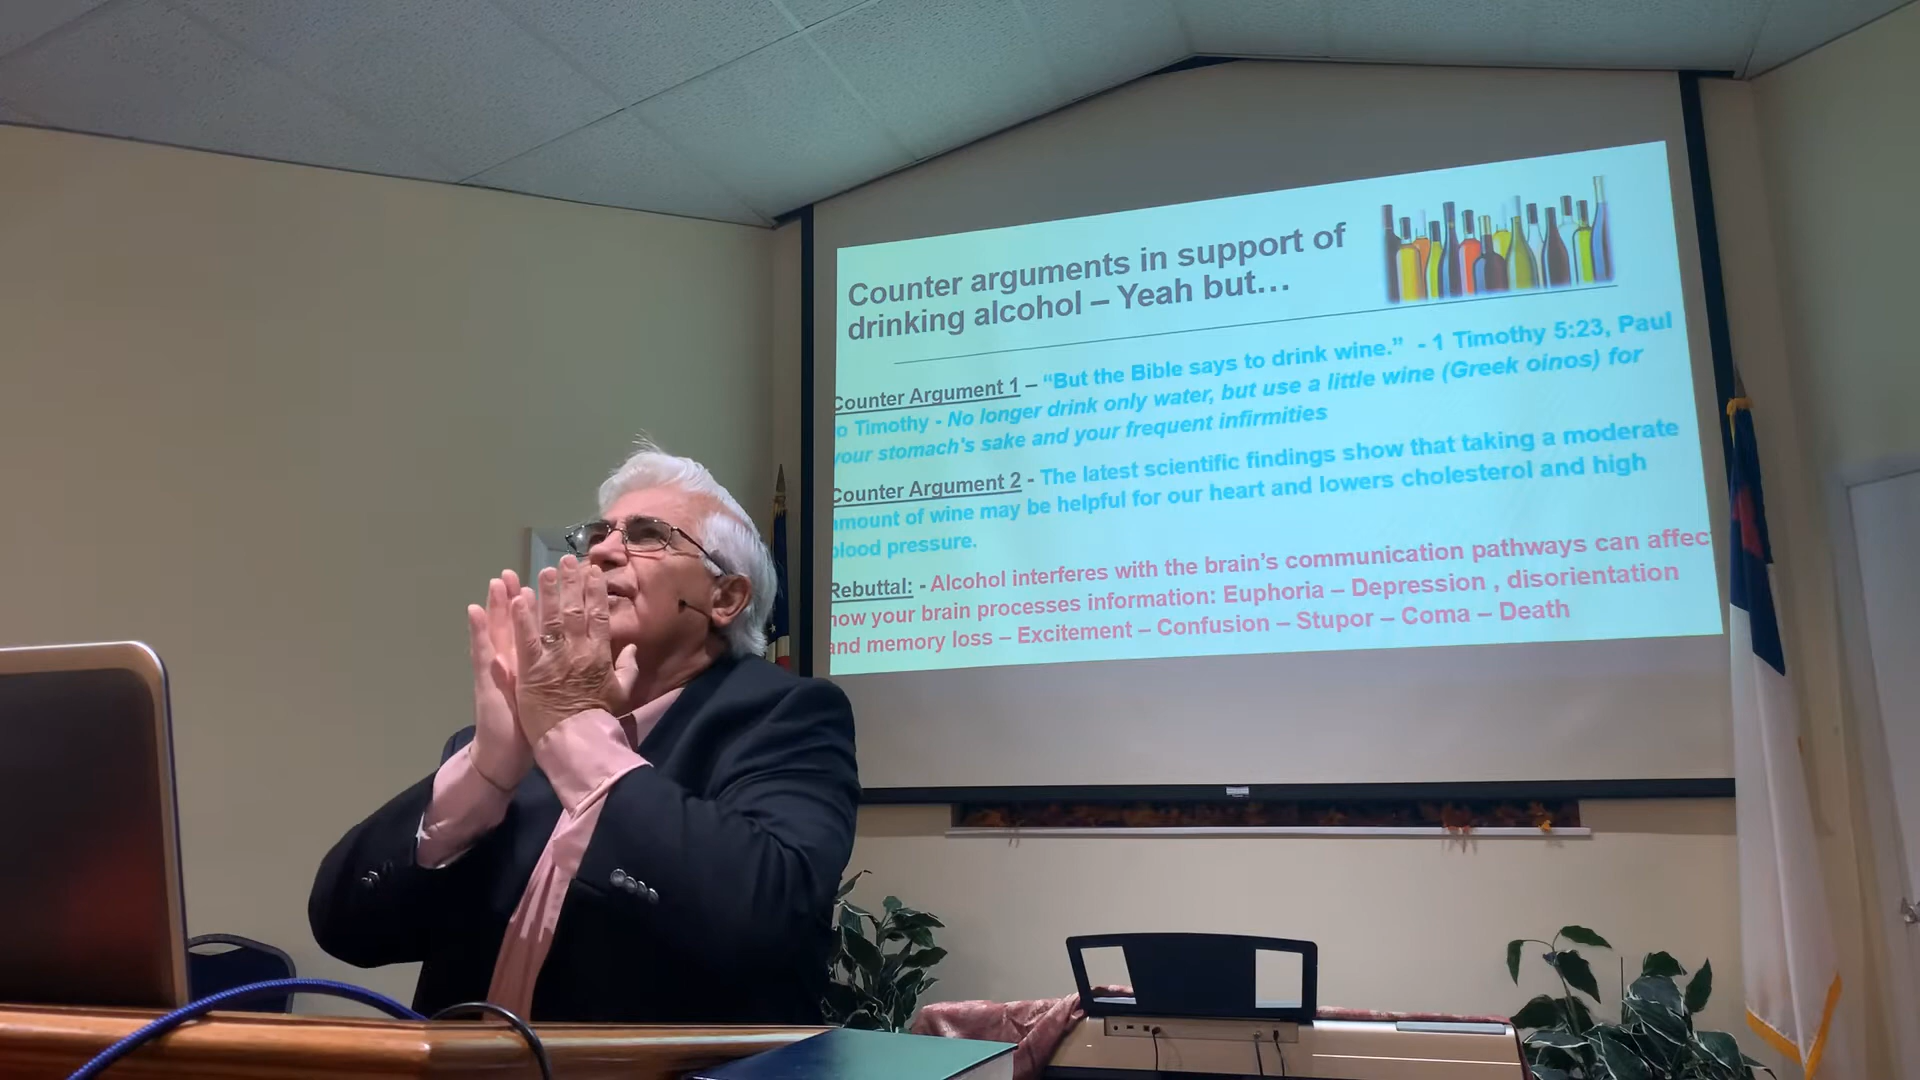 Counter arguments in support of
drinking alcohol – Yeah but…
Counter Argument 1 – “But the Bible says to drink wine.” - 1 Timothy 5:23, Paul
o Timothy - No longer drink only water, but use a little wine (Greek oinos) for
your stomach's sake and your frequent infirmities
Counter Argument 2 - The latest scientific findings show that taking a moderate
amount of wine may be helpful for our heart and lowers cholesterol and high
blood pressure.
Rebuttal: - Alcohol interferes with the brain’s communication pathways can affec
how your brain processes information: Euphoria – Depression , disorientation
and memory loss – Excitement – Confusion – Stupor – Coma – Death